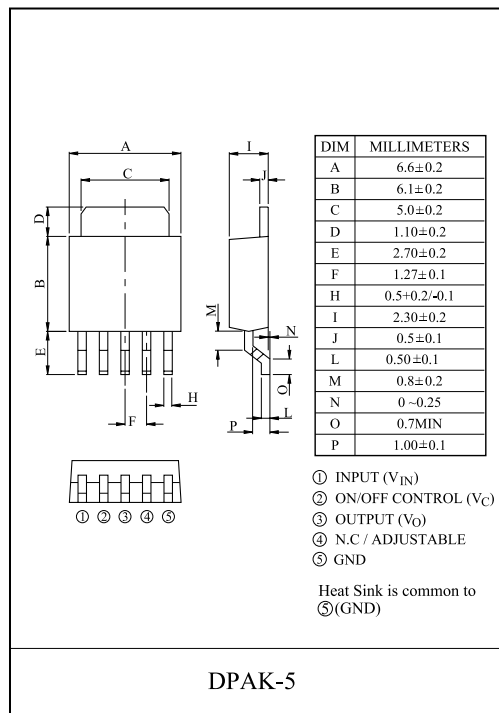 A
C
D
B
E
F
H
I
J
M
N
O
L
P
① ② ③ ④ ⑤
DIM MILLIMETERS
A 6.6±0.2
B 6.1±0.2
C 5.0±0.2
D 1.10±0.2
E 2.70±0.2
F 1.27±0.1
H 0.5+0.2/-0.1
I 2.30±0.2
J 0.5±0.1
L 0.50±0.1
M 0.8±0.2
N 0 ~0.25
O 0.7MIN
P 1.00±0.1
① INPUT (VIN)
② ON/OFF CONTROL (VC)
③ OUTPUT (VO)
④ N.C / ADJUSTABLE
⑤ GND
Heat Sink is common to
⑤(GND)
DPAK-5